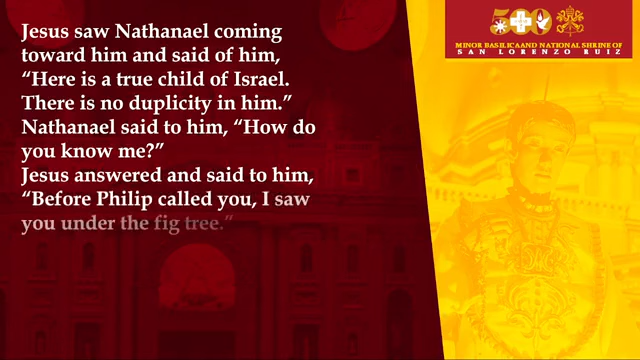 Jesus saw Nathanael coming
toward him and said of him,
“Here is a true child of Israel.
There is no duplicity in him.”
Nathanael said to him, “How do
you know me?”
Jesus answered and said to him,
“Before Philip called you, I saw
you under the fig tree.”
500
MINOR BASILICA AND NATIONAL SHRINE OF
SAN LORENZO RUIZ